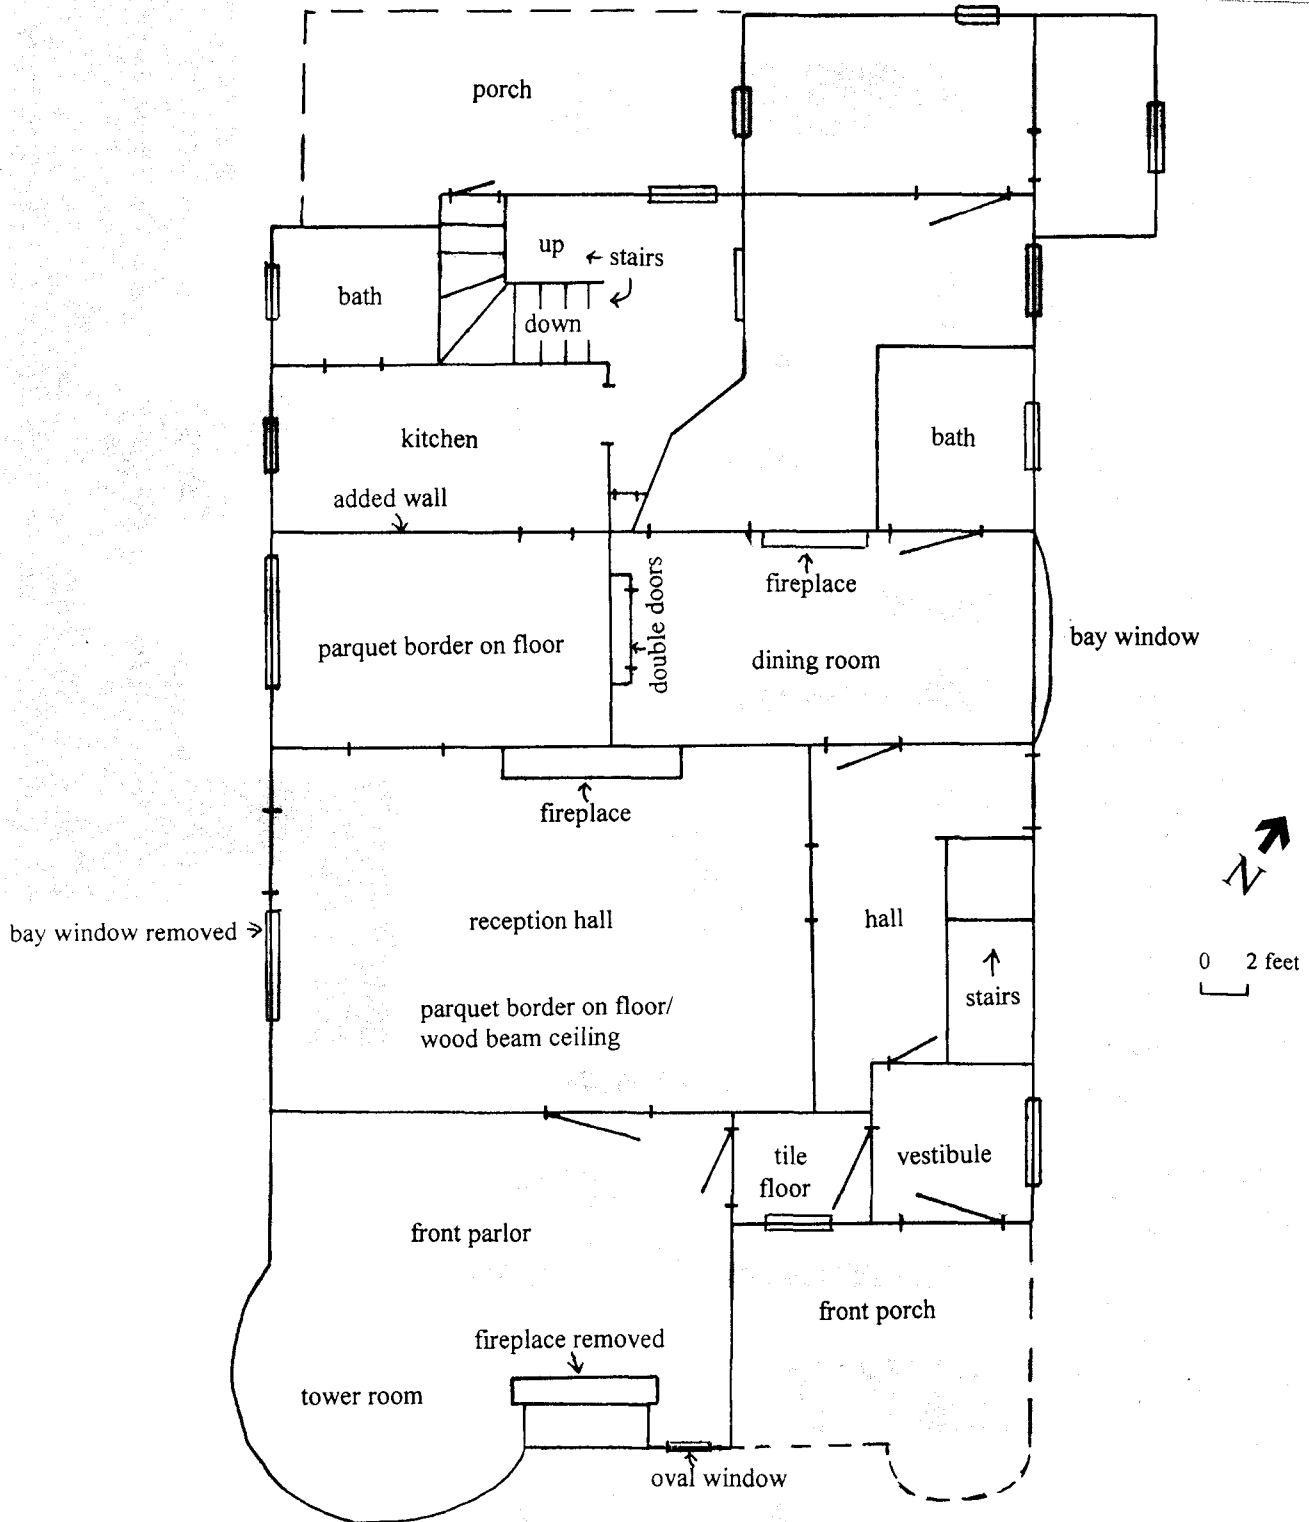 porch
up
← stairs
bath
down
kitchen
bath
added wall
fireplace
double doors
parquet border on floor
dining room
bay window
fireplace
reception hall
hall
bay window removed
N
0 2 feet
stairs
parquet border on floor/
wood beam ceiling
tile
floor
vestibule
front parlor
front porch
fireplace removed
tower room
oval window